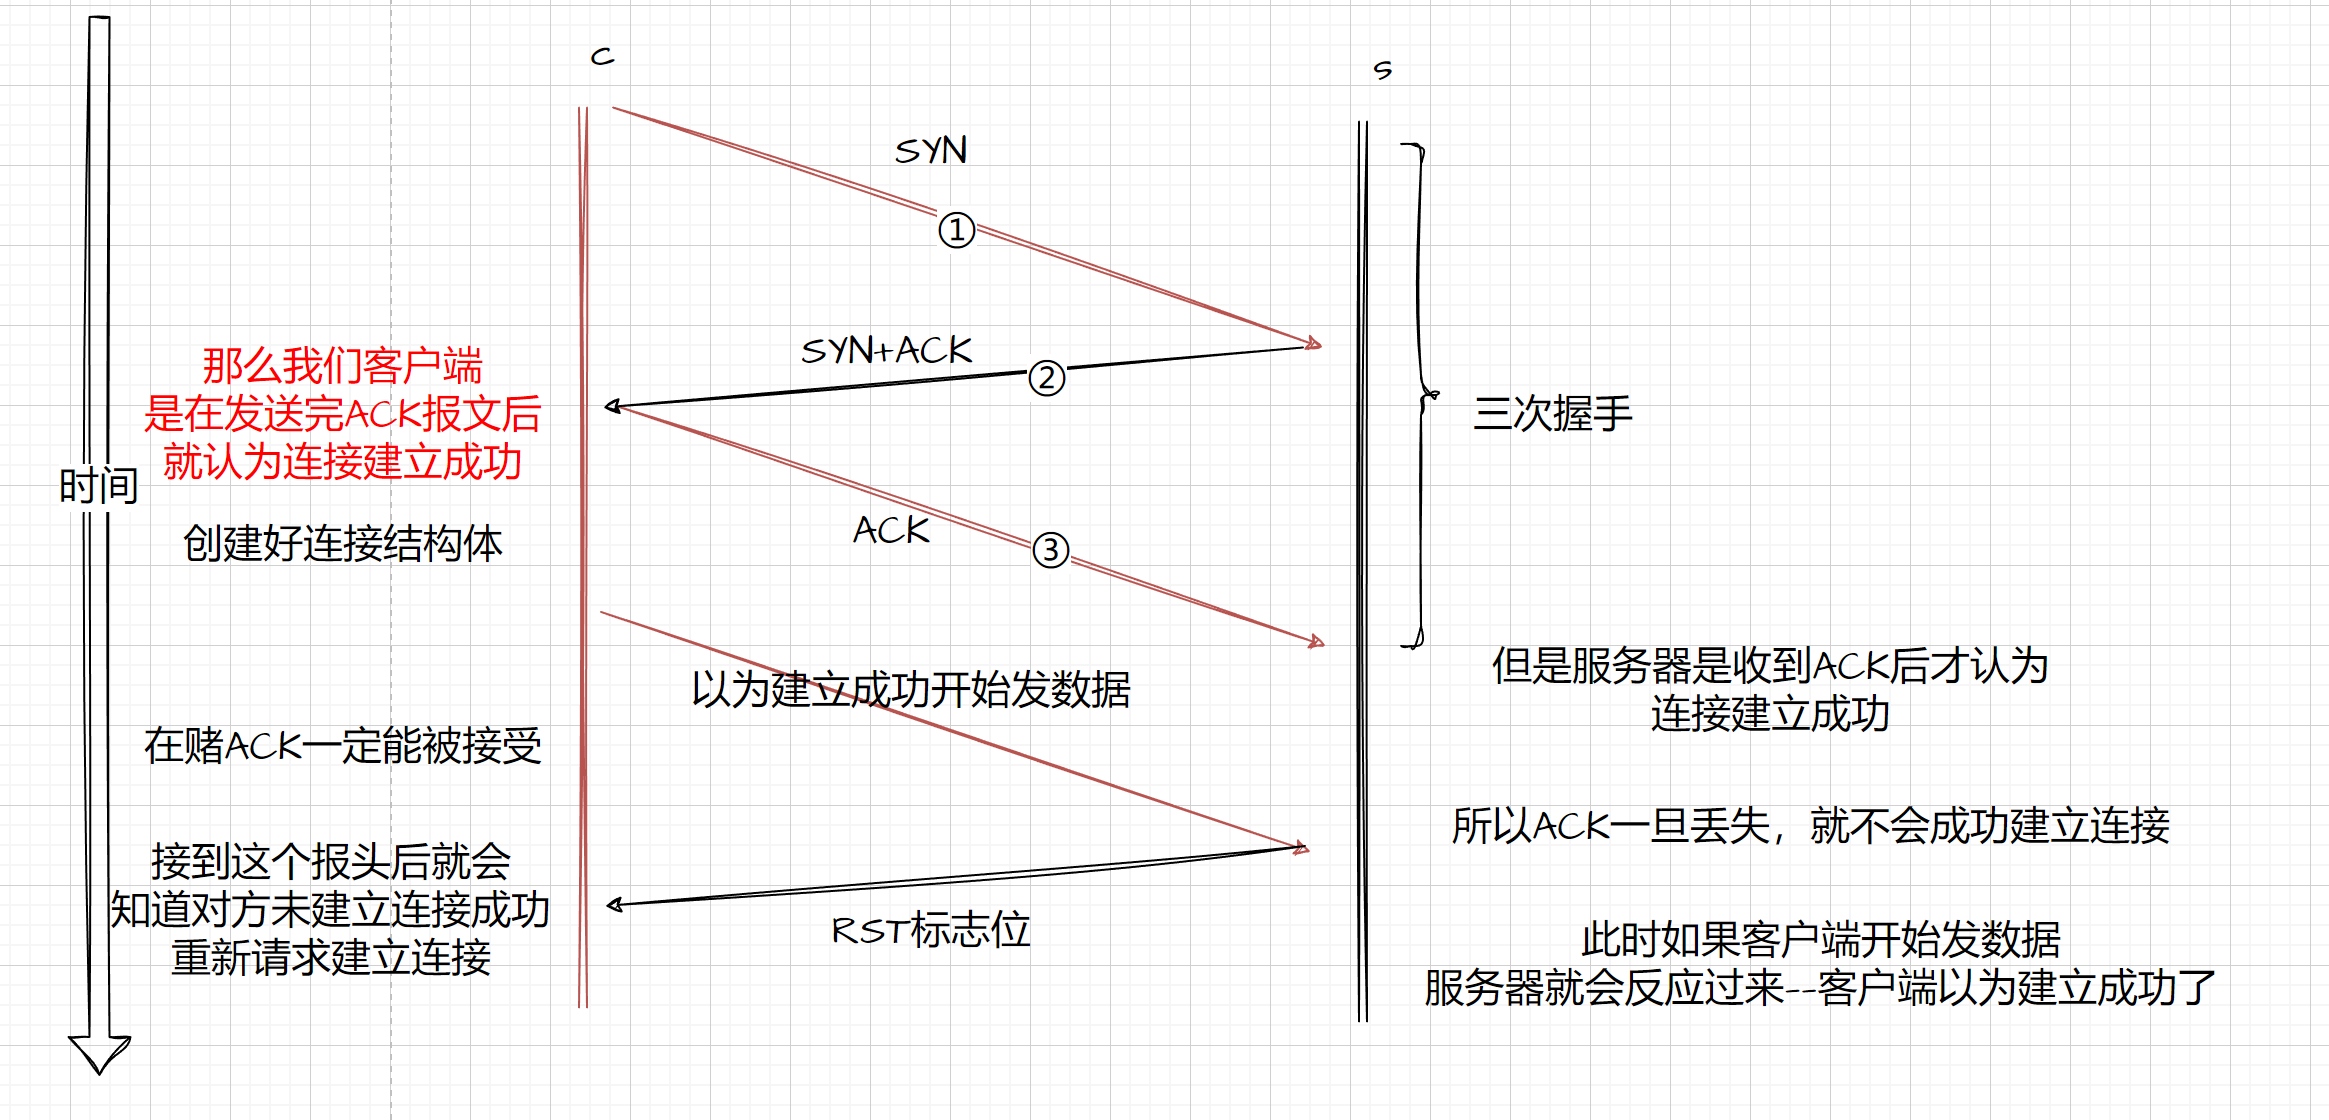 C
S
SYN
①
SYN+ACK
②
那么我们客户端
是在发送完ACK报文后
就认为连接建立成功
三次握手
时间
创建好连接结构体
ACK
③
以为建立成功开始发数据
但是服务器是收到ACK后才认为
连接建立成功
在赌ACK一定能被接受
所以ACK一旦丢失，就不会成功建立连接
接到这个报头后就会
知道对方未建立连接成功
重新请求建立连接
RST标志位
此时如果客户端开始发数据
服务器就会反应过来--客户端以为建立成功了